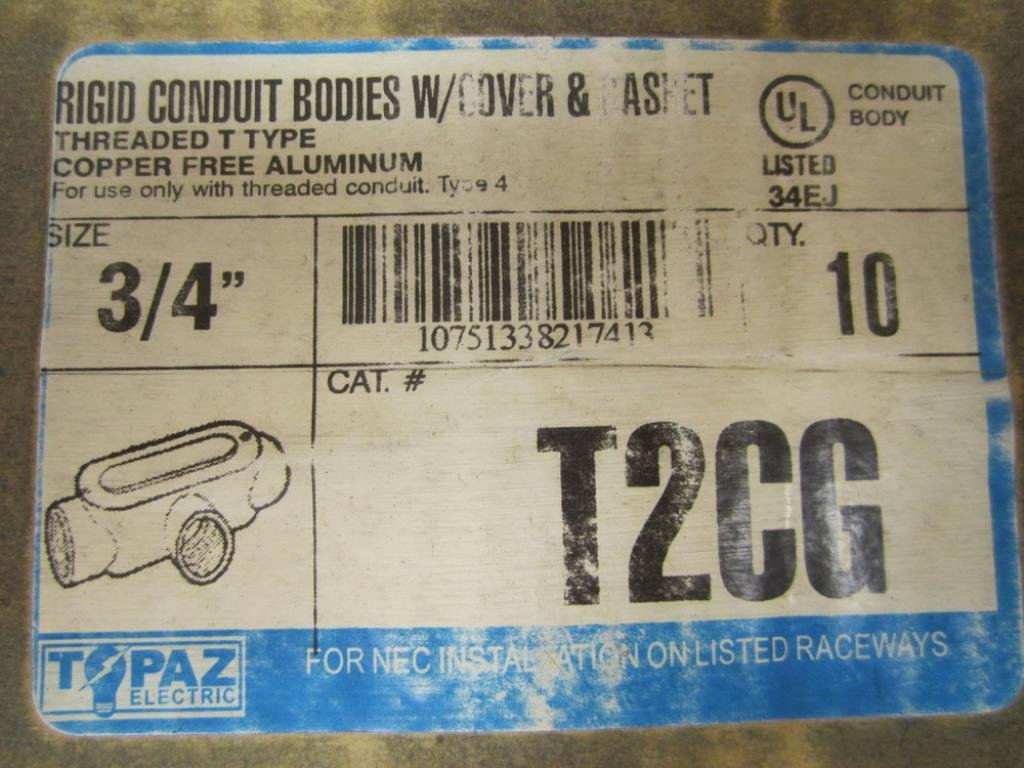 RIGID CONDUIT BODIES W/COVER & GASKET
THREADED T TYPE
COPPER FREE ALUMINUM
For use only with threaded conduit. Type 4
UL
CONDUIT
BODY
LISTED
34EJ
SIZE
3/4"
10751338217413
QTY.
10
CAT. #
T2CG
TOPAZ
ELECTRIC
FOR NEC INSTALLATION ON LISTED RACEWAYS